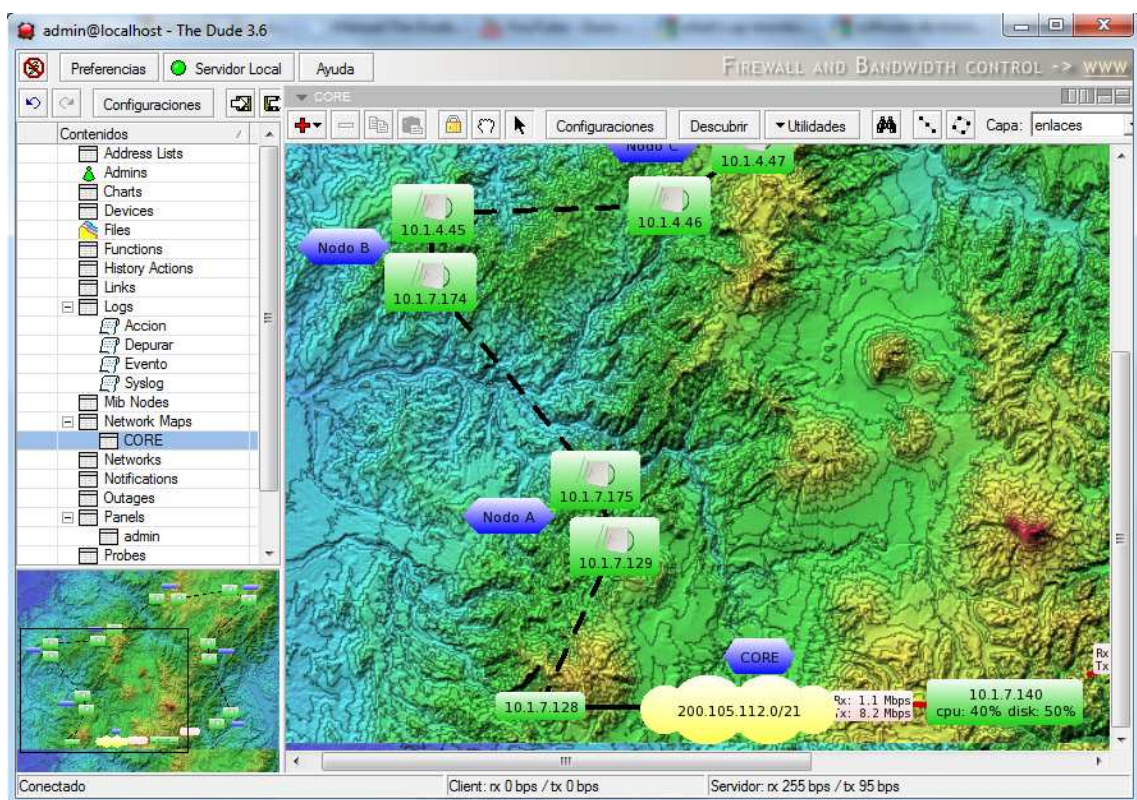 admin@localhost - The Dude 3.6
Preferencias Servidor Local Ayuda FIREWALL AND BANDWIDTH CONTROL -> WWW
Configuraciones
CORE
Configuraciones Descubrir Utilidades Capa: enlaces
Contenidos
Address Lists
Admins
Charts
Devices
Files
Functions
History Actions
Links
Logs
Accion
Depurar
Evento
Syslog
Mib Nodes
Network Maps
CORE
Networks
Notifications
Outages
Panels
admin
Probes
Nodo C
10.1.4.47
10.1.4.45
10.1.4.46
Nodo B
10.1.7.174
10.1.7.175
Nodo A
10.1.7.129
CORE
Rx
Tx
10.1.7.128
200.105.112.0/21
Rx: 1.1 Mbps
Tx: 8.2 Mbps
10.1.7.140
cpu: 40% disk: 50%
Conectado Client: rx 0 bps / tx 0 bps Servidor: rx 255 bps / tx 95 bps